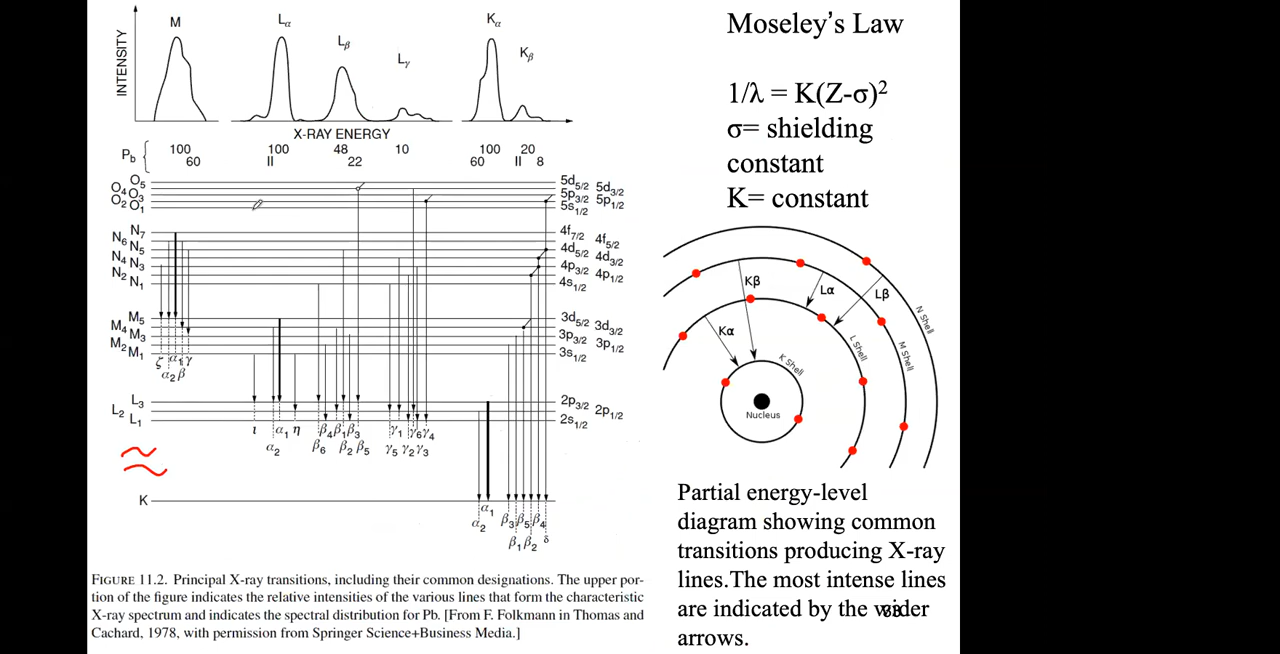 M
Lα
Lβ
Lγ
Kα
Kβ
INTENSITY
X-RAY ENERGY
Pb { 100 60 II 100 48 22 10 60 100 II 20 8
O5
O4 O3
O2 O1
N7
N6 N5
N4 N3
N2 N1
M5
M4 M3
M2 M1
L3
L2 L1
K
5d5/2 5d3/2
5p3/2 5p1/2
5s1/2
4f7/2 4f5/2
4d5/2 4d3/2
4p3/2 4p1/2
4s1/2
3d5/2 3d3/2
3p3/2 3p1/2
3s1/2
2p3/2 2p1/2
2s1/2
ζ α1 γ
α2 β
ι α1 η β4 β1 β3 γ1 γ6 γ4
α2 β6 β2 β5 γ5 γ2 γ3
α1
α2 β3 β5 β4
β1 β2 δ
FIGURE 11.2. Principal X-ray transitions, including their common designations. The upper por-
tion of the figure indicates the relative intensities of the various lines that form the characteristic
X-ray spectrum and indicates the spectral distribution for Pb. [From F. Folkmann in Thomas and
Cachard, 1978, with permission from Springer Science+Business Media.]
Moseley’s Law
1/λ = K(Z-σ)²
σ= shielding
constant
K= constant
Kβ
Lα
Lβ
Kα
N Shell
M Shell
L Shell
K Shell
Nucleus
Partial energy-level
diagram showing common
transitions producing X-ray
lines.The most intense lines
are indicated by the wider
arrows.